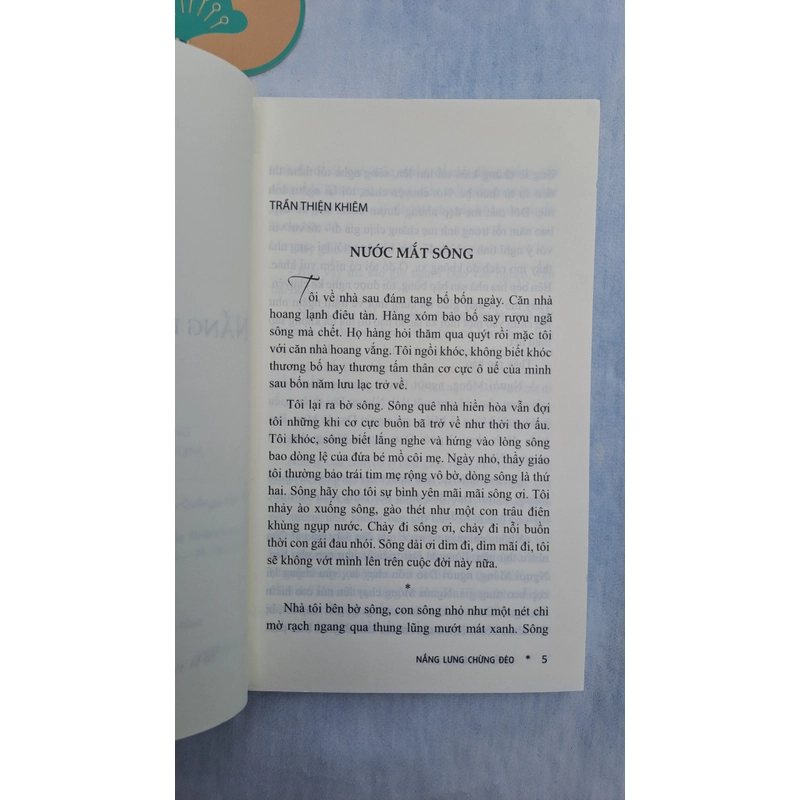 TRẦN THIỆN KHIÊM
NƯỚC MẮT SÔNG
Tôi về nhà sau đám tang bố bốn ngày. Căn nhà
hoang lạnh điêu tàn. Hàng xóm bảo bố say rượu ngã
sông mà chết. Họ hàng hỏi thăm qua quýt rồi mặc tôi
với căn nhà hoang vắng. Tôi ngồi khóc, không biết khóc
thương bố hay thương tấm thân cơ cực ô uế của mình
sau bốn năm lưu lạc trở về.
Tôi lại ra bờ sông. Sông quê nhà hiền hòa vẫn đợi
tôi những khi cơ cực buồn bã trở về như thời thơ ấu.
Tôi khóc, sông biết lắng nghe và hứng vào lòng sông
bao dòng lệ của đứa bé mồ côi mẹ. Ngày nhỏ, thầy giáo
tôi thường bảo trái tim mẹ rộng vô bờ, dòng sông là thứ
hai. Sông hãy cho tôi sự bình yên mãi mãi sông ơi. Tôi
nhảy ào xuống sông, gào thét như một con trâu điên
khùng ngụp nước. Chảy đi sông ơi, chảy đi nỗi buồn
thời con gái đau nhói. Sông dài ơi dìm đi, dìm mãi đi, tôi
sẽ không vớt mình lên trên cuộc đời này nữa.
*
Nhà tôi bên bờ sông, con sông nhỏ như một nét chì
mờ rạch ngang qua thung lũng mướt mát xanh. Sông
NẮNG LƯNG CHỪNG ĐÈO * 5